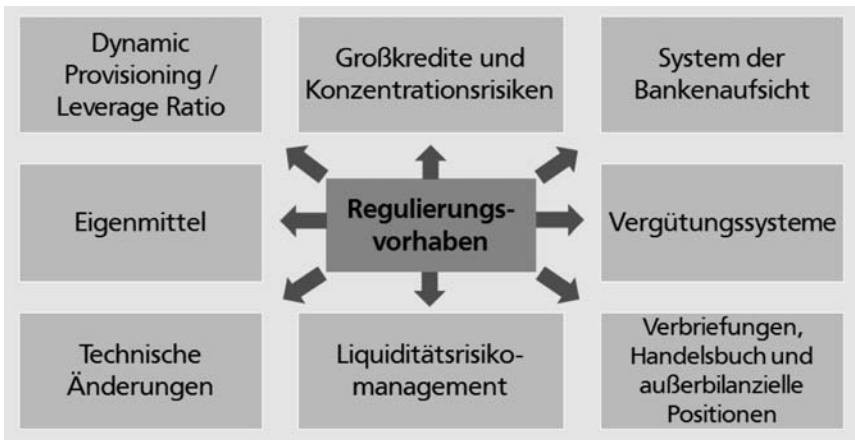 Dynamic
Provisioning /
Leverage Ratio
Großkredite und
Konzentrationsrisiken
System der
Bankenaufsicht
Eigenmittel
Regulierungs-
vorhaben
Vergütungssysteme
Technische
Änderungen
Liquiditätsrisiko-
management
Verbriefungen,
Handelsbuch und
außerbilanzielle
Positionen